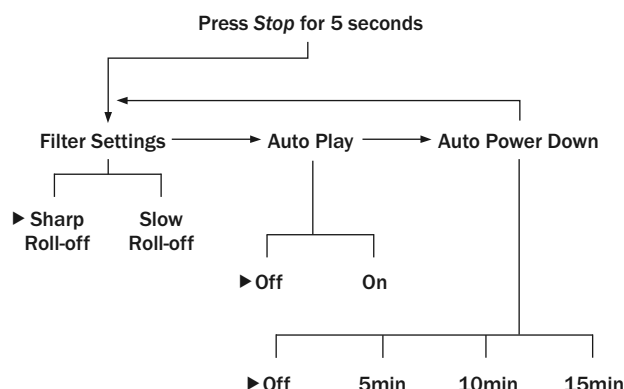 Press Stop for 5 seconds
Filter Settings Auto Play Auto Power Down
▶ Sharp Roll-off
Slow Roll-off
▶ Off On
▶ Off 5min 10min 15min